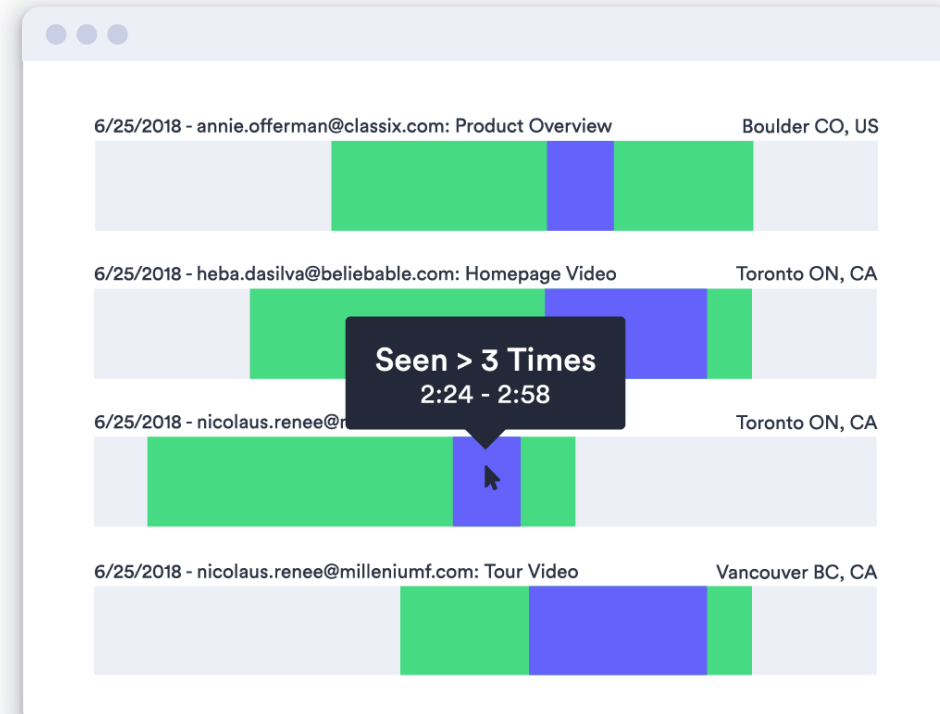 6/25/2018 - annie.offerman@classix.com: Product Overview Boulder CO, US
6/25/2018 - heba.dasilva@beliebable.com: Homepage Video Toronto ON, CA
Seen > 3 Times
2:24 - 2:58
6/25/2018 - nicolaus.renee@ Toronto ON, CA
6/25/2018 - nicolaus.renee@milleniumf.com: Tour Video Vancouver BC, CA